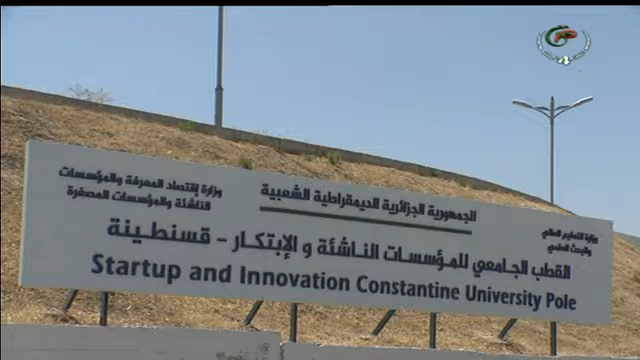 الجمهورية الجزائرية الديمقراطية الشعبية
وزارة التعليم العالي
والبحث العلمي
وزارة إقتصاد المعرفة والمؤسسات
الناشئة والمؤسسات المصغرة
القطب الجامعي للمؤسسات الناشئة و الإبتكار - قسنطينة
Startup and Innovation Constantine University Pole